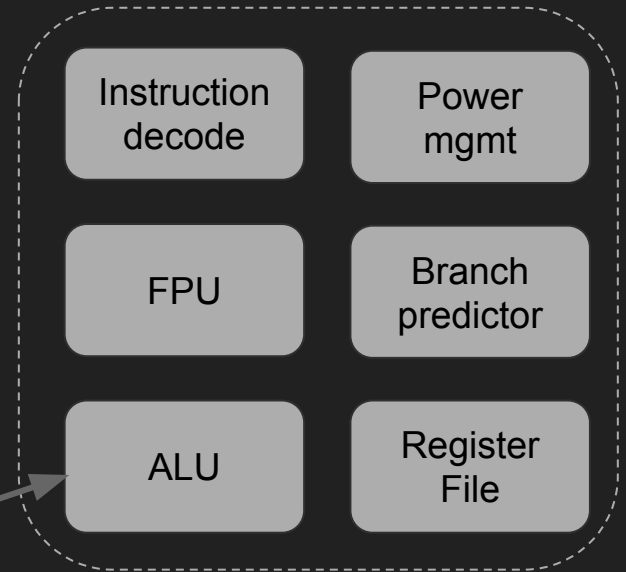 Instruction
decode
Power
mgmt
FPU
Branch
predictor
ALU
Register
File